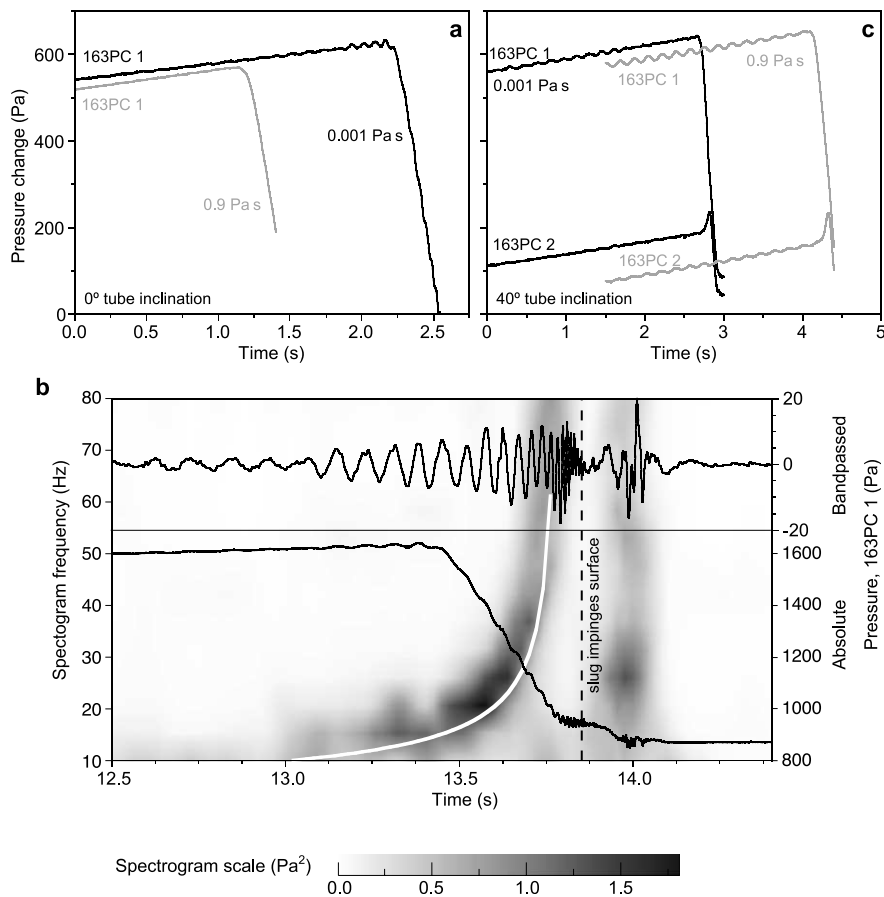 a
c
600
400
200
0
Pressure change (Pa)
163PC 1
163PC 1
0.001 Pa s
0.9 Pa s
0º tube inclination
0.0
0.5
1.0
1.5
2.0
2.5
Time (s)
163PC 1
0.001 Pa s
163PC 1
0.9 Pa s
163PC 2
163PC 2
40º tube inclination
0
1
2
3
4
5
Time (s)
b
80
70
60
50
40
30
20
10
Spectogram frequency (Hz)
20
0
-20
1600
1400
1200
1000
800
Bandpassed
Absolute
Pressure, 163PC 1 (Pa)
slug impinges surface
12.5
13.0
13.5
14.0
Time (s)
Spectrogram scale (Pa²)
0.0
0.5
1.0
1.5